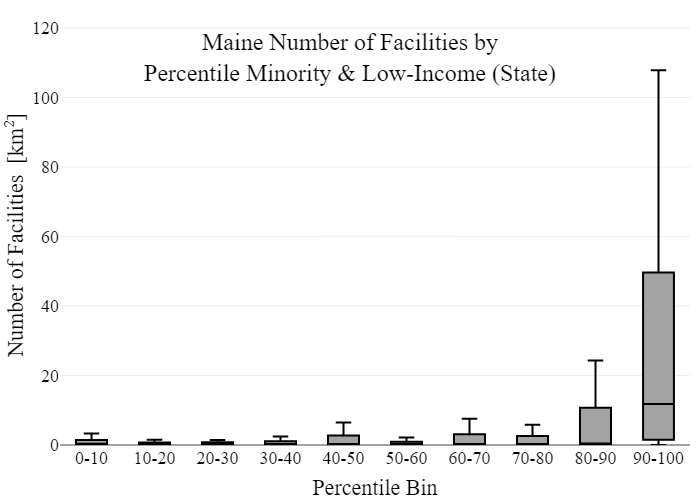 Maine Number of Facilities by
Percentile Minority & Low-Income (State)
120
100
80
60
40
20
0
Number of Facilities [km²]
0-10 10-20 20-30 30-40 40-50 50-60 60-70 70-80 80-90 90-100
Percentile Bin